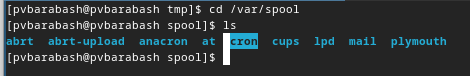 [pvbarabash@pvbarabash tmp]$ cd /var/spool
[pvbarabash@pvbarabash spool]$ ls
abrt abrt-upload anacron at cron cups lpd mail plymouth
[pvbarabash@pvbarabash spool]$